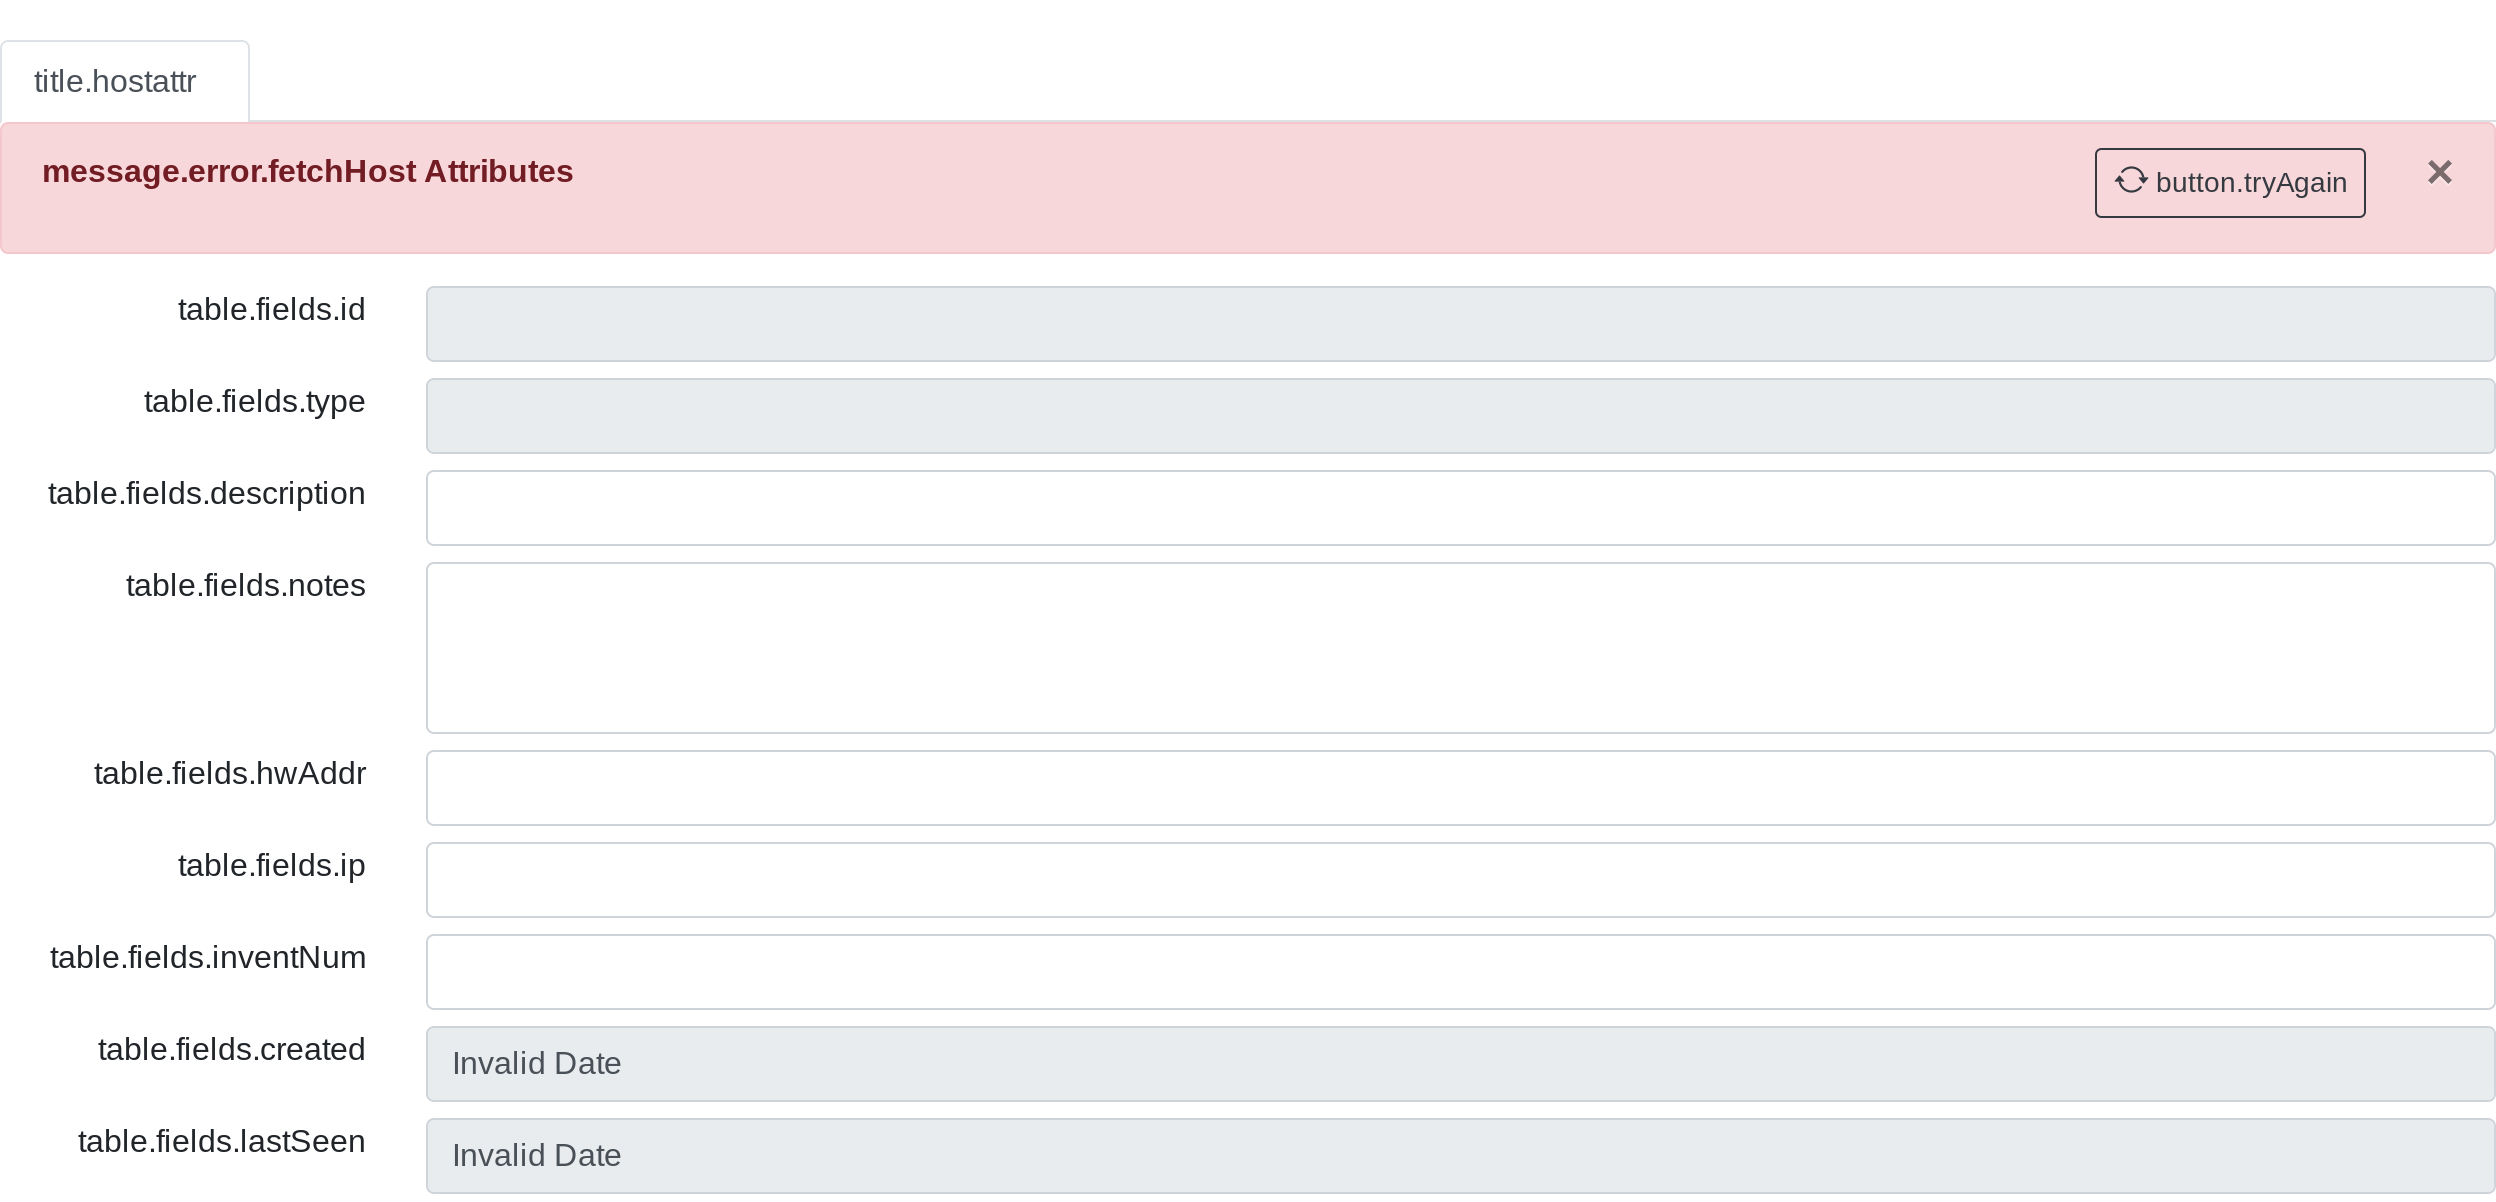 title.hostattr
message.error.fetchHost Attributes
button.tryAgain
×
table.fields.id
table.fields.type
table.fields.description
table.fields.notes
table.fields.hwAddr
table.fields.ip
table.fields.inventNum
table.fields.created
Invalid Date
table.fields.lastSeen
Invalid Date